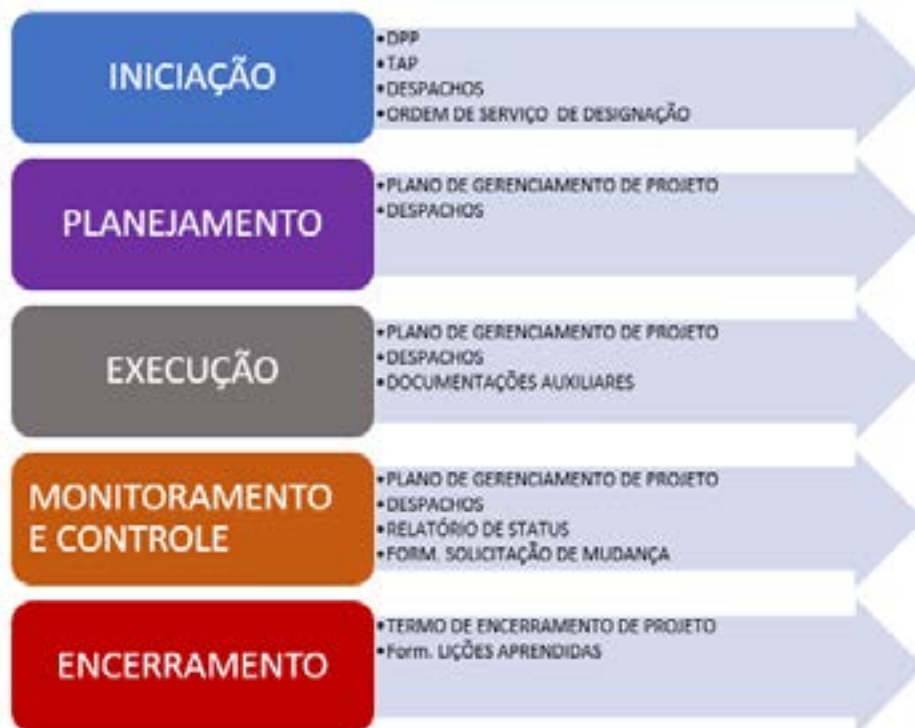 INICIAÇÃO
•DPP
•TAP
•DESPACHOS
•ORDEM DE SERVIÇO DE DESIGNAÇÃO
PLANEJAMENTO
•PLANO DE GERENCIAMENTO DE PROJETO
•DESPACHOS
EXECUÇÃO
•PLANO DE GERENCIAMENTO DE PROJETO
•DESPACHOS
•DOCUMENTAÇÕES AUXILIARES
MONITORAMENTO
E CONTROLE
•PLANO DE GERENCIAMENTO DE PROJETO
•DESPACHOS
•RELATÓRIO DE STATUS
•FORM. SOLICITAÇÃO DE MUDANÇA
ENCERRAMENTO
•TERMO DE ENCERRAMENTO DE PROJETO
•Form. LIÇÕES APRENDIDAS